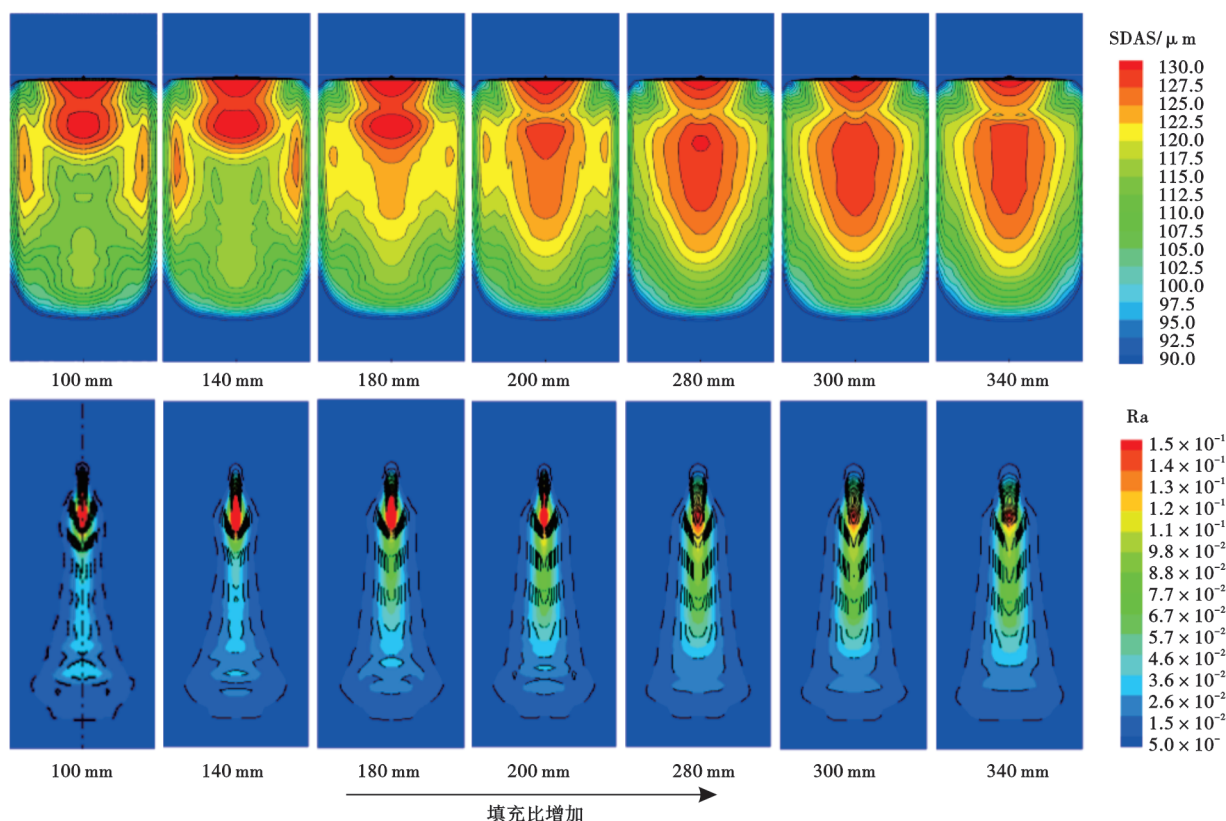 SDAS/μm
130.0
127.5
125.0
122.5
120.0
117.5
115.0
112.5
110.0
107.5
105.0
102.5
100.0
97.5
95.0
92.5
90.0
100 mm 140 mm 180 mm 200 mm 280 mm 300 mm 340 mm
Ra
1.5 × 10⁻¹
1.4 × 10⁻¹
1.3 × 10⁻¹
1.1 × 10⁻¹
9.8 × 10⁻²
8.8 × 10⁻²
7.7 × 10⁻²
6.7 × 10⁻²
5.7 × 10⁻²
4.6 × 10⁻²
3.6 × 10⁻²
2.6 × 10⁻²
1.5 × 10⁻²
5.0 × 10⁻
100 mm 140 mm 180 mm 200 mm 280 mm 300 mm 340 mm
填充比增加